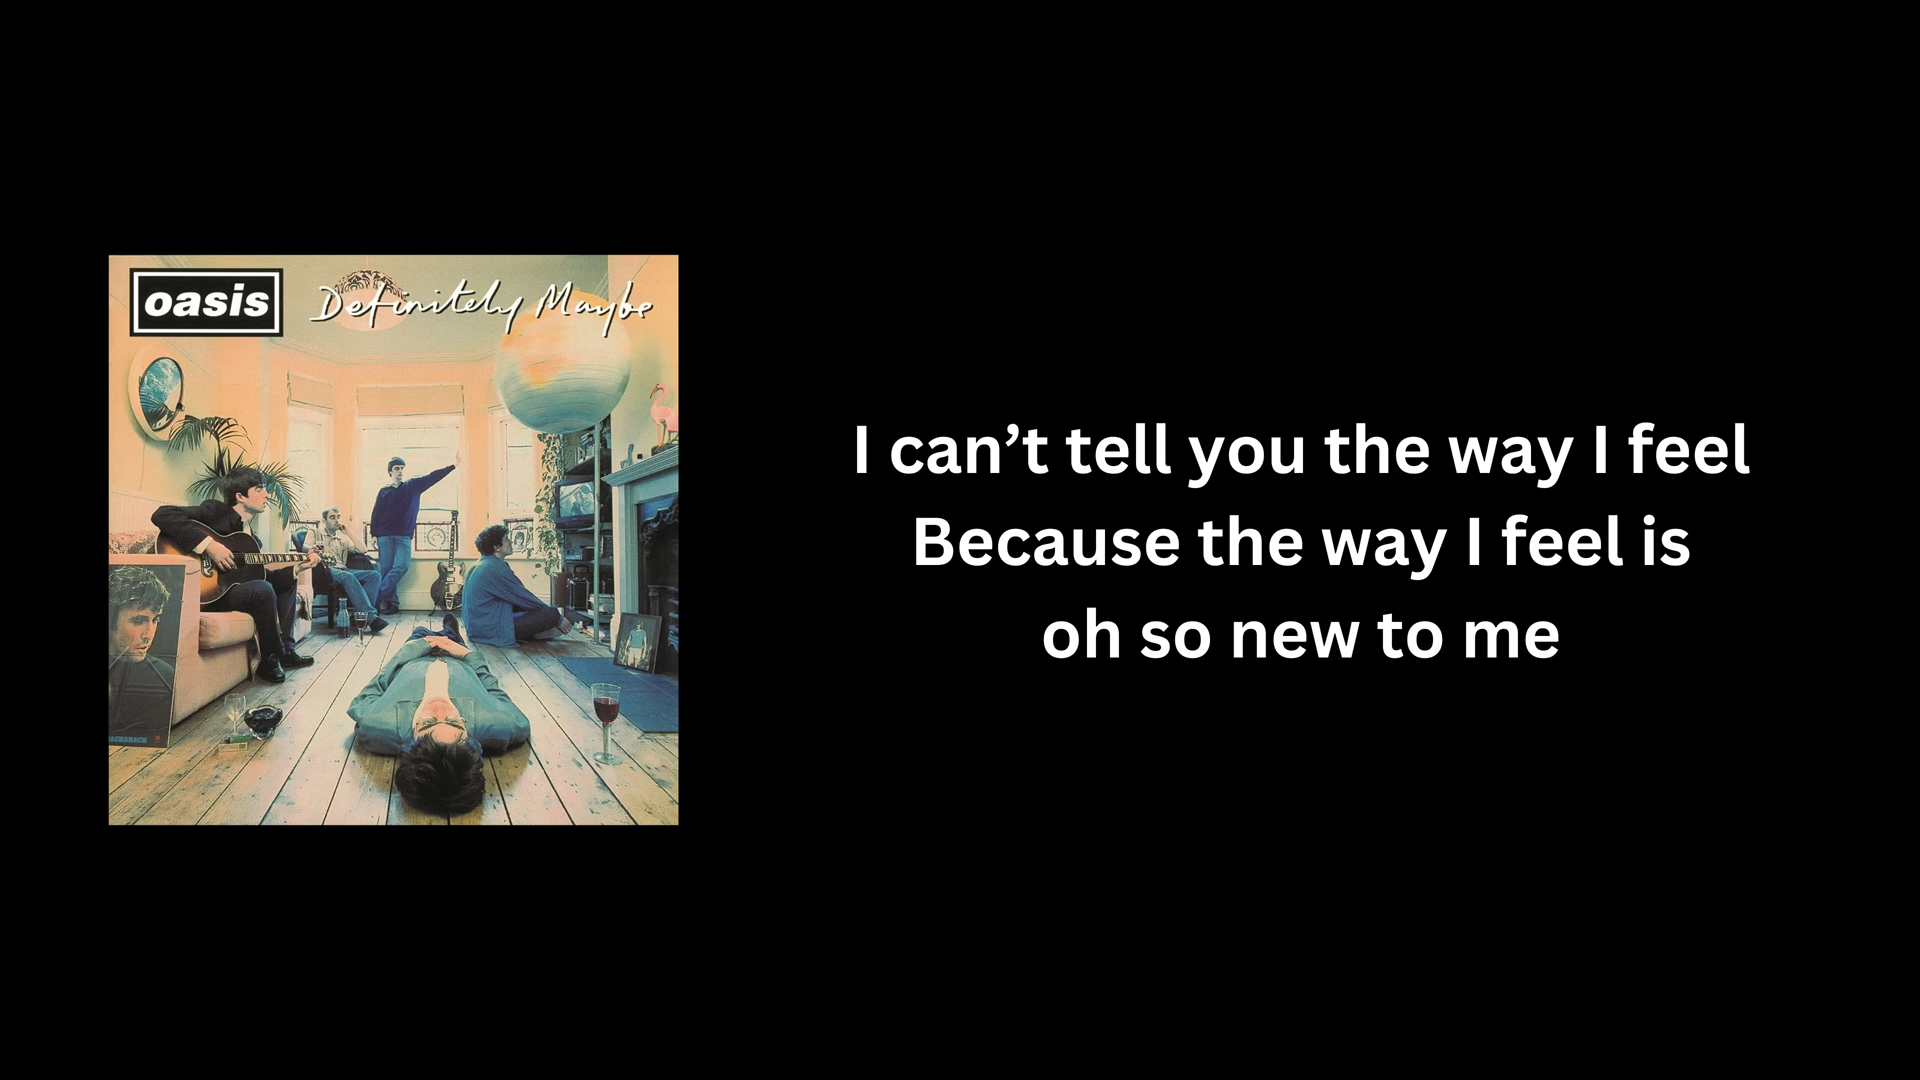 oasis
Definitely Maybe
BACHARACH
I can’t tell you the way I feel
Because the way I feel is
oh so new to me